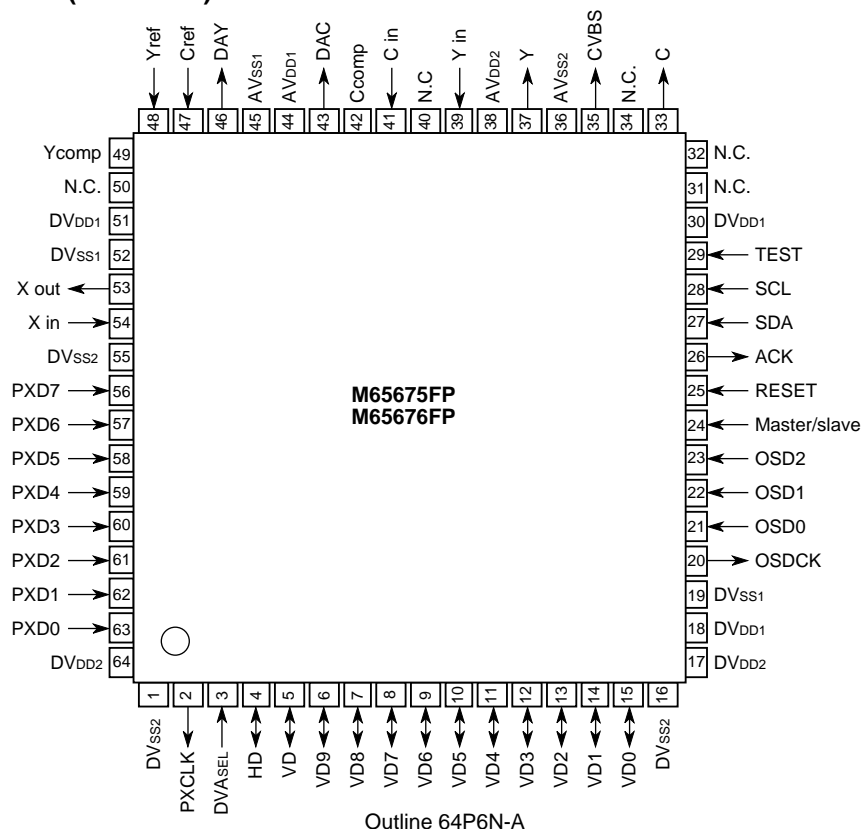 Yref
Cref
DAY
AVSS1
AVDD1
DAC
Ccomp
C in
N.C
Y in
AVDD2
Y
AVSS2
CVBS
N.C.
C
48 47 46 45 44 43 42 41 40 39 38 37 36 35 34 33
Ycomp 49
N.C. 50
DVDD1 51
DVSS1 52
X out 53
X in 54
DVSS2 55
PXD7 56
PXD6 57
PXD5 58
PXD4 59
PXD3 60
PXD2 61
PXD1 62
PXD0 63
DVDD2 64
M65675FP
M65676FP
32 N.C.
31 N.C.
30 DVDD1
29 TEST
28 SCL
27 SDA
26 ACK
25 RESET
24 Master/slave
23 OSD2
22 OSD1
21 OSD0
20 OSDCK
19 DVSS1
18 DVDD1
17 DVDD2
1 2 3 4 5 6 7 8 9 10 11 12 13 14 15 16
DVSS2
PXCLK
DVASEL
HD
VD
VD9
VD8
VD7
VD6
VD5
VD4
VD3
VD2
VD1
VD0
DVSS2
Outline 64P6N-A